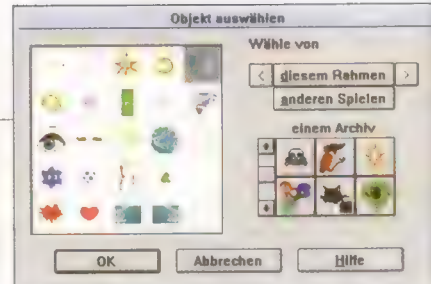 Objekt auswählen
Wähle von
< diesem Rahmen >
anderen Spielen
einem Archiv
OK
Abbrechen
Hilfe